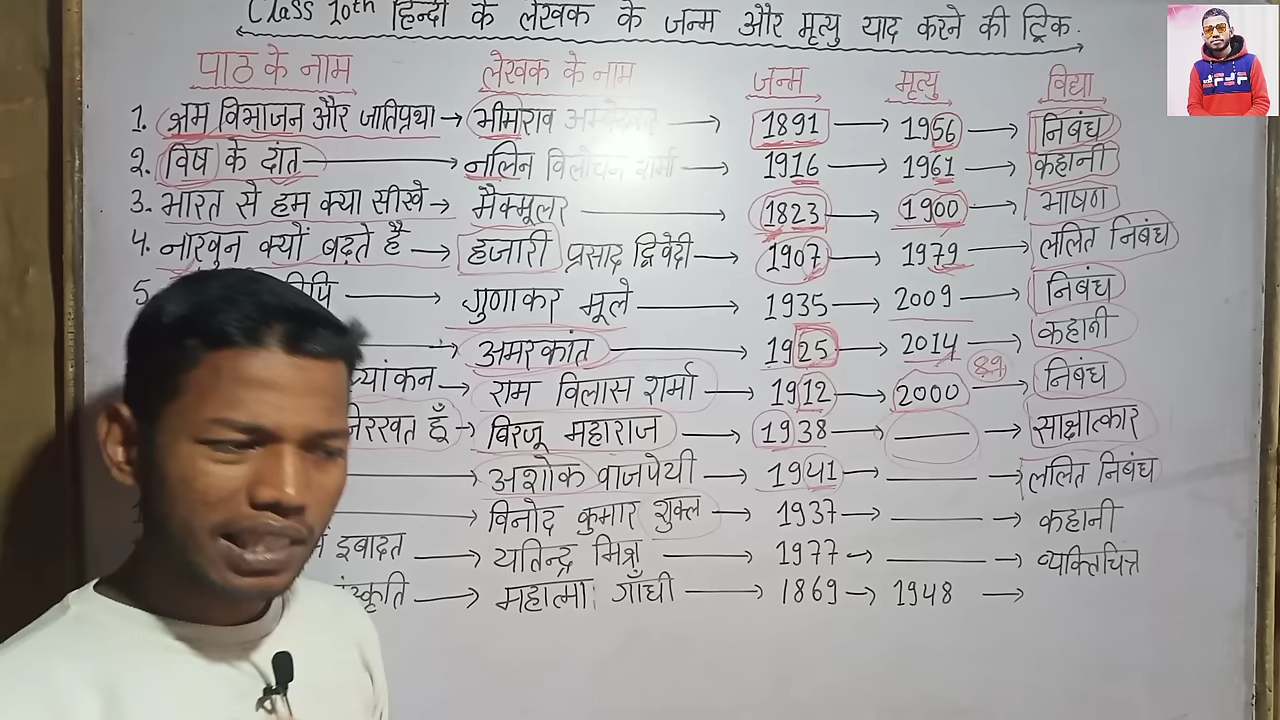 Class 10th हिन्दी के लेखक के जन्म और मृत्यु याद करने की ट्रिक.
पाठ के नाम लेखक के नाम जन्म मृत्यु विद्या
1. श्रम विभाजन और जातिप्रथा → भीमराव अम्बेदकर → 1891 → 1956 → निबंध
2. विष के दांत → नलिन विलोचन शर्मा → 1916 → 1961 → कहानी
3. भारत से हम क्या सीखे → मैक्मूलर → 1823 → 1900 → भाषण
4. नाखुन क्यों बढ़ते हैं → हजारी प्रसाद द्विवेदी → 1907 → 1979 → ललित निबंध
5. → गुणाकर मूले → 1935 → 2009 → निबंध
→ अमरकांत → 1925 → 2014 → कहानी
→ राम विलास शर्मा → 1912 → 2000 → निबंध
हूँ → बिरजू महाराज → 1938 → — → साक्षात्कार
→ अशोक वाजपेयी → 1941 → — → ललित निबंध
→ विनोद कुमार शुक्ल → 1937 → — → कहानी
इबादत → यतिन्द्र मिश्रा → 1977 → — → व्यक्तिचित्र
→ महात्मा गाँधी → 1869 → 1948 →